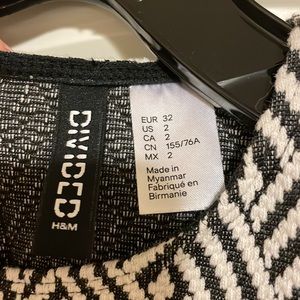 DIVIDED
H&M
EUR 32
US 2
CA 2
CN 155/76A
MX 2
Made in
Myanmar
Fabriqué en
Birmanie